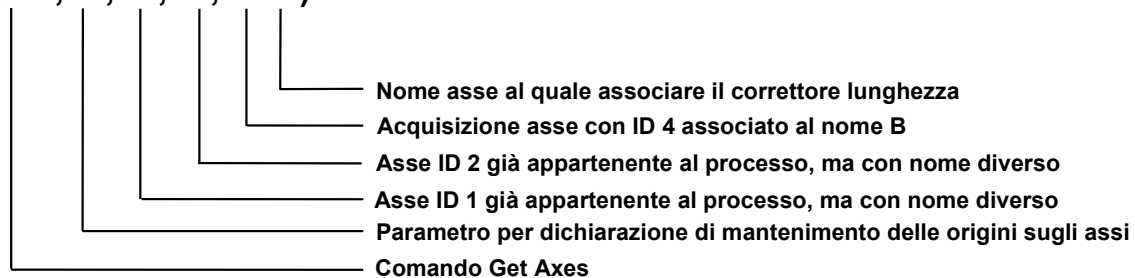 Nome asse al quale associare il correttore lunghezza
Acquisizione asse con ID 4 associato al nome B
Asse ID 2 già appartenente al processo, ma con nome diverso
Asse ID 1 già appartenente al processo, ma con nome diverso
Parametro per dichiarazione di mantenimento delle origini sugli assi
Comando Get Axes